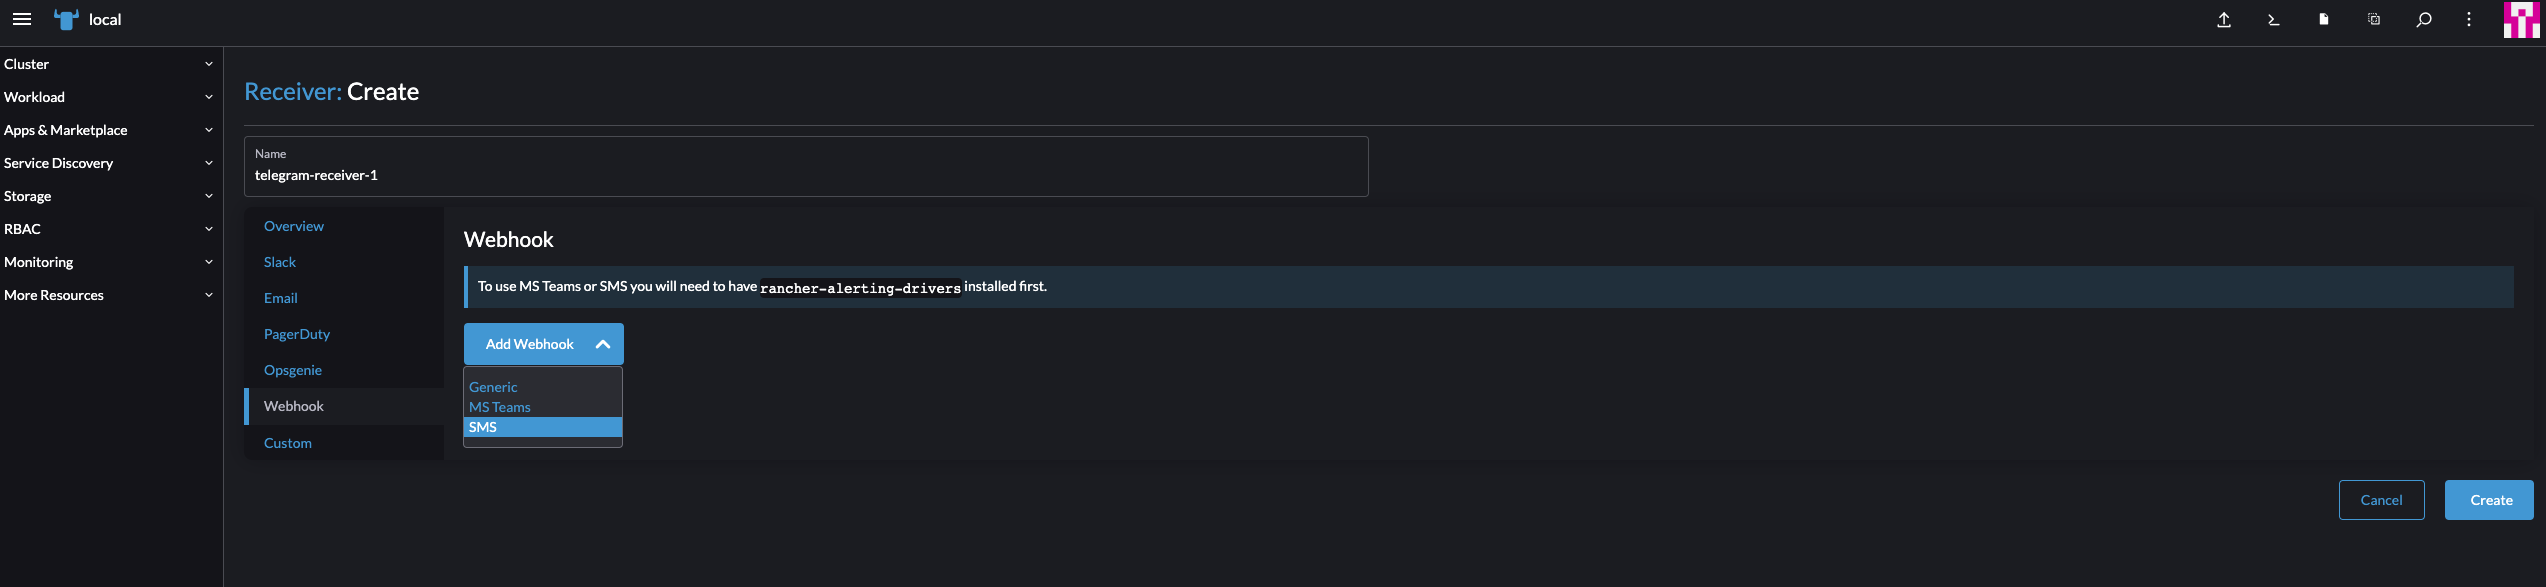 local
Cluster
Workload
Apps & Marketplace
Service Discovery
Storage
RBAC
Monitoring
More Resources
Receiver: Create
Name
telegram-receiver-1
Overview
Slack
Email
PagerDuty
Opsgenie
Webhook
Custom
Webhook
To use MS Teams or SMS you will need to have rancher-alerting-drivers installed first.
Add Webhook
Generic
MS Teams
SMS
Cancel
Create